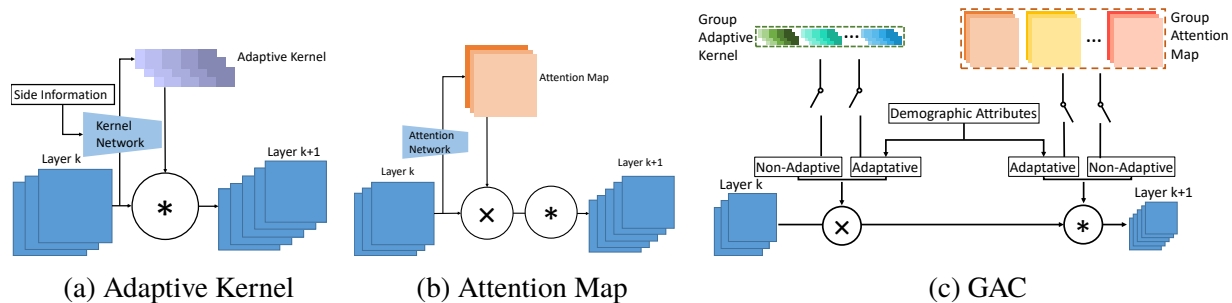 Adaptive Kernel
Side Information
Kernel
Network
Layer k
Layer k+1
*
(a) Adaptive Kernel
Attention Map
Attention
Network
Layer k
Layer k+1
×
*
(b) Attention Map
Group
Adaptive
Kernel
...
...
Group
Attention
Map
Demographic Attributes
Non-Adaptive
Adaptative
Adaptative
Non-Adaptive
Layer k
Layer k+1
×
*
(c) GAC